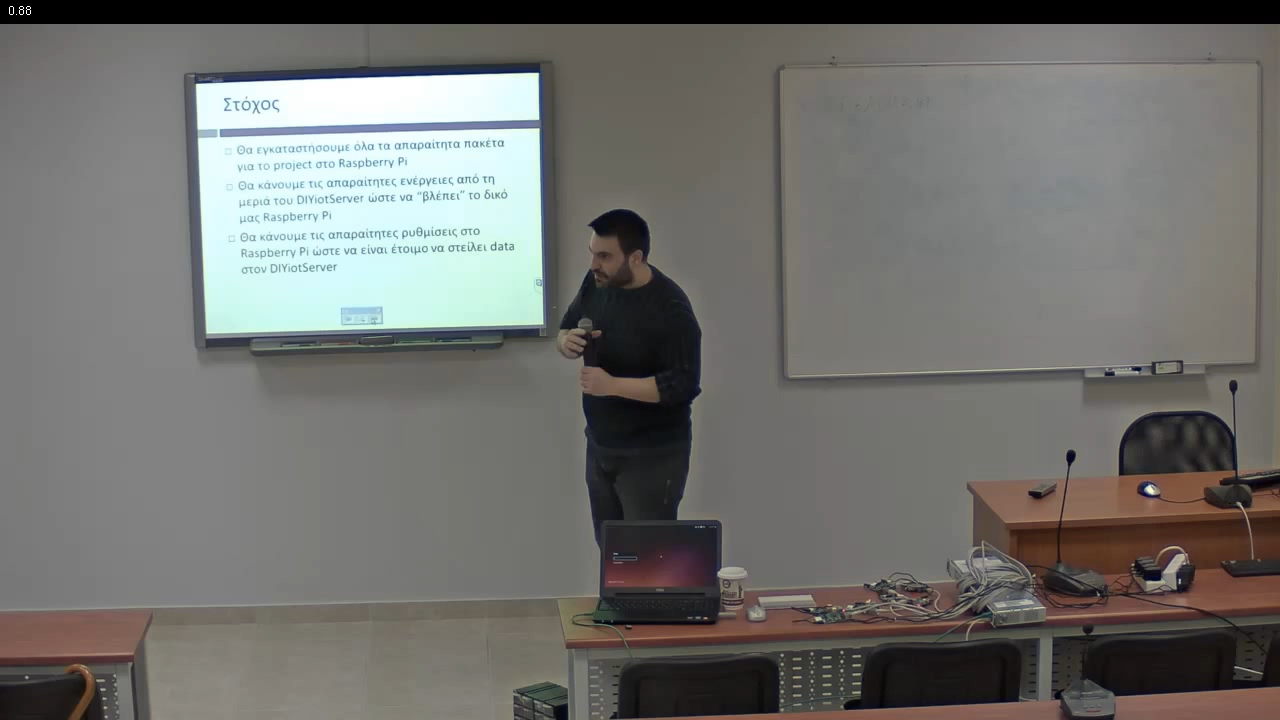 0.88
Στόχος
Θα εγκαταστήσουμε όλα τα απαραίτητα πακέτα
για το project στο Raspberry Pi
Θα κάνουμε τις απαραίτητες ενέργειες από τη
μεριά του DIYiotServer ώστε να “βλέπει” το δικό
μας Raspberry Pi
Θα κάνουμε τις απαραίτητες ρυθμίσεις στο
Raspberry Pi ώστε να είναι έτοιμο να στείλει data
στον DIYiotServer